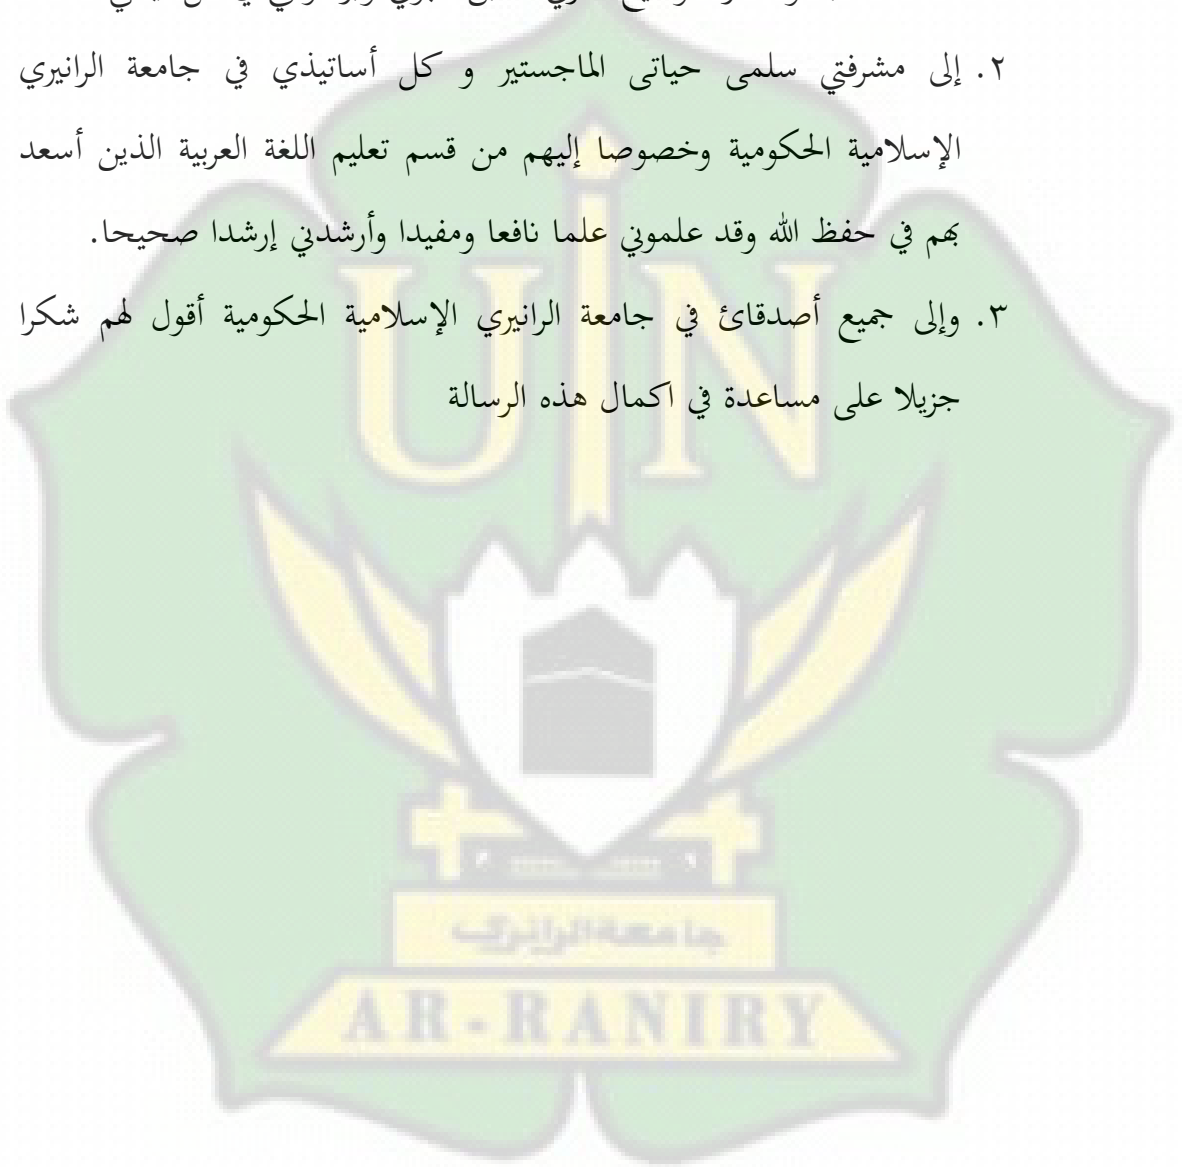 ٢. إلى مشرفتي سلمى حياتى الماجستير و كل أساتيذي في جامعة الرانيري
الإسلامية الحكومية وخصوصا إليهم من قسم تعليم اللغة العربية الذين أسعد
بهم في حفظ الله وقد علموني علما نافعا ومفيدا وأرشدني إرشدا صحيحا.
٣. وإلى جميع أصدقائ في جامعة الرانيري الإسلامية الحكومية أقول لهم شكرا
جزيلا على مساعدة في اكمال هذه الرسالة
UIN
جامعة الرانري
AR-RANIRY